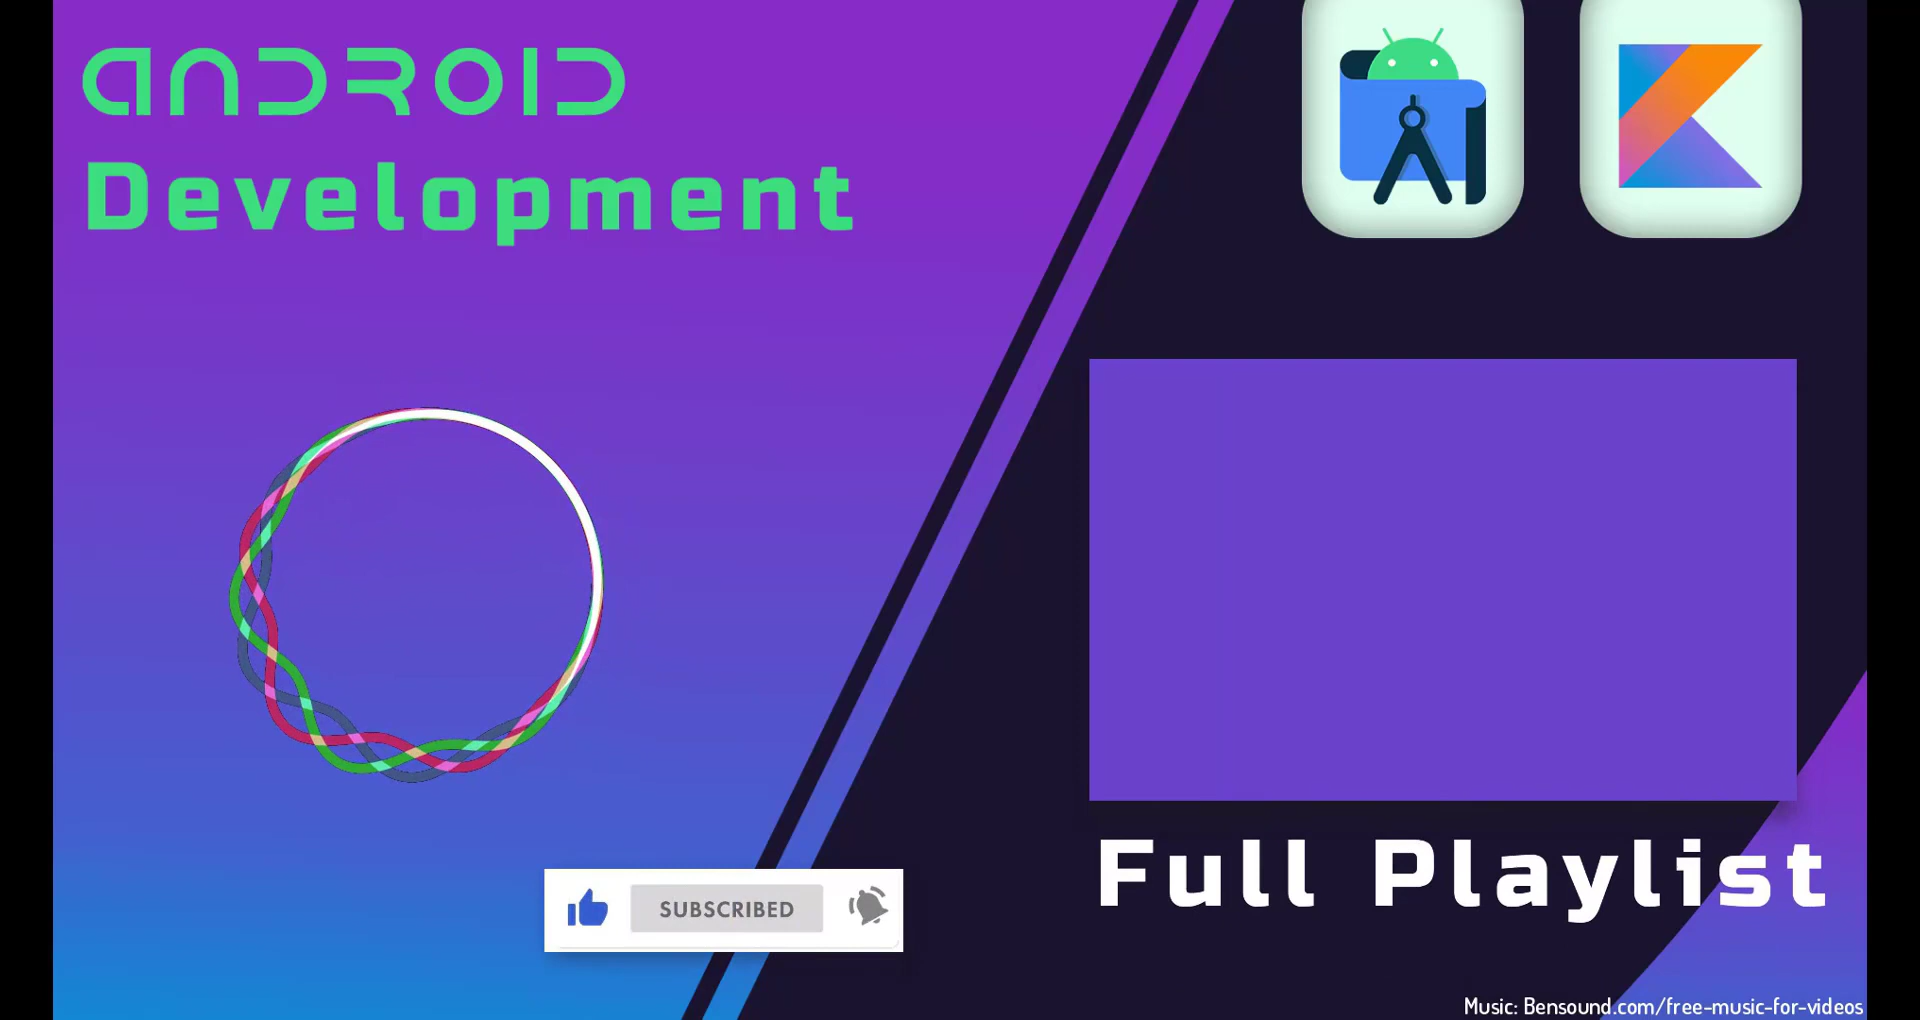 ANDROID
Development
SUBSCRIBED
Full Playlist
Music: Bensound.com/free-music-for-videos